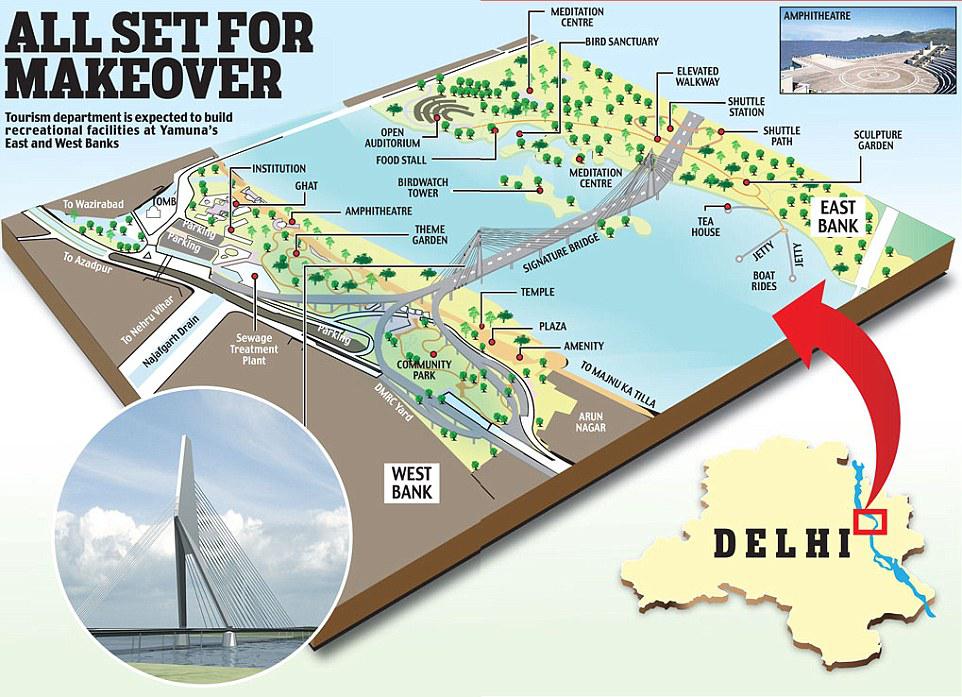 ALL SET FOR
MAKEOVER
Tourism department is expected to build
recreational facilities at Yamuna's
East and West Banks
MEDITATION
CENTRE
BIRD SANCTUARY
AMPHITHEATRE
ELEVATED
WALKWAY
SHUTTLE
STATION
SHUTTLE
PATH
SCULPTURE
GARDEN
OPEN
AUDITORIUM
FOOD STALL
MEDITATION
CENTRE
BIRDWATCH
TOWER
INSTITUTION
GHAT
AMPHITHEATRE
THEME
GARDEN
To Wazirabad
TOMB
Parking
Parking
To Azadpur
To Nehru Vihar
Najafgarh Drain
Sewage
Treatment
Plant
Parking
SIGNATURE BRIDGE
TEA
HOUSE
EAST
BANK
JETTY
JETTY
BOAT
RIDES
TEMPLE
PLAZA
AMENITY
COMMUNITY
PARK
TO MAJNU KA TILLA
DMRC Yard
ARUN
NAGAR
WEST
BANK
DELHI